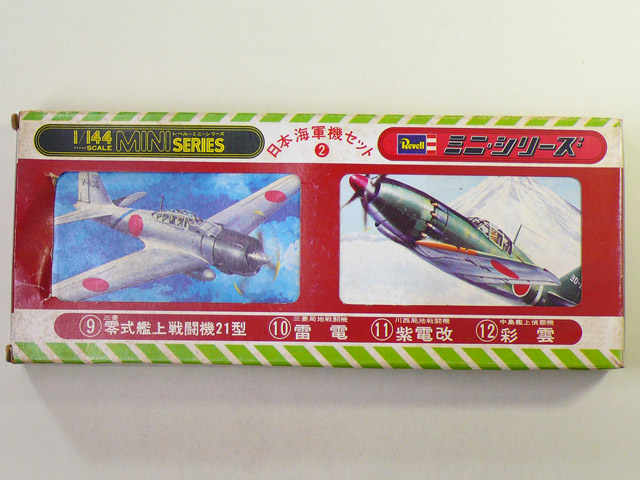 1/144 MINI SERIES
.....SCALE
レベル・ミニ・シリーズ
日本海軍機セット
2
Revell
ミニ・シリーズ
V-103
⑨ 三菱 零式艦上戦闘機21型
⑩ 三菱局地戦闘機 雷電
⑪ 川西局地戦闘機 紫電改
⑫ 中島艦上偵察機 彩雲